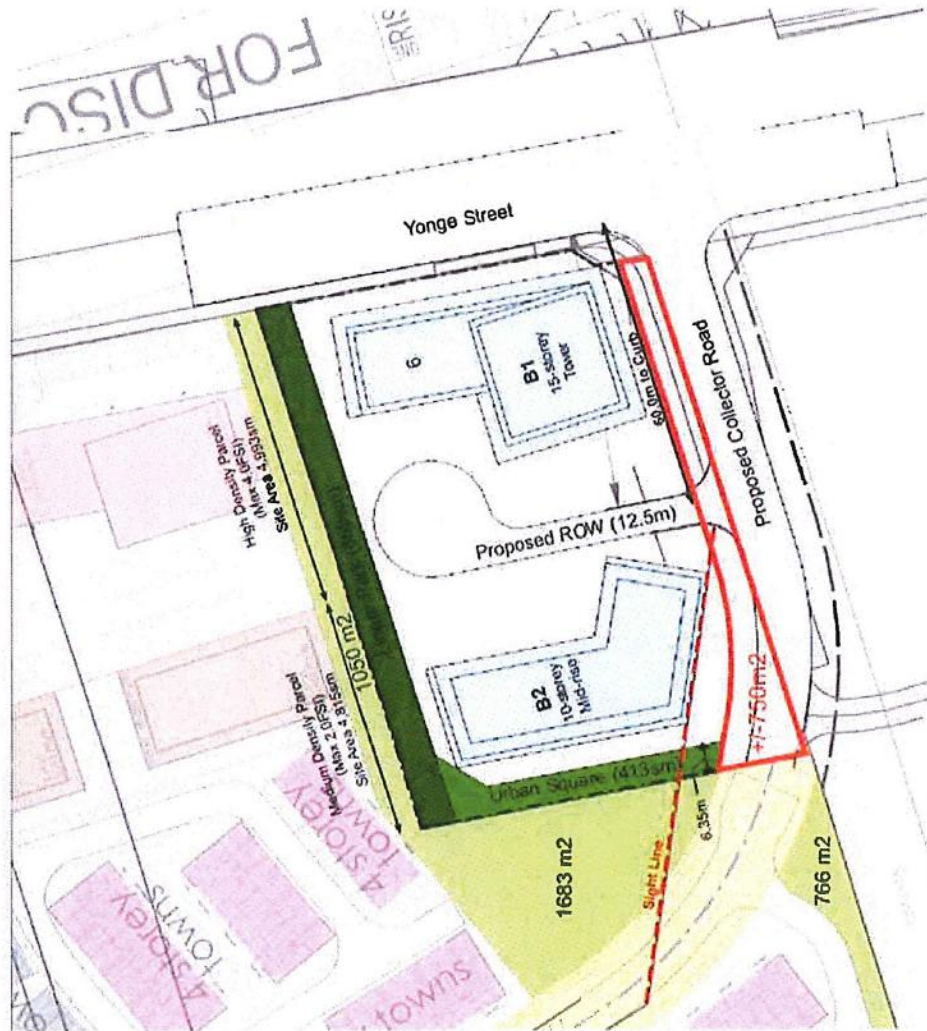 FOR DISC
Yonge Street
6
B1
15-storey
Tower
60.0m to Curb
Proposed Collector Road
High Density Parcel
(Max 4.0FSI)
Site Area 4,993sm
Proposed ROW (12.5m)
1050 m2
Medium Density Parcel
(Max 2.0FSI)
Site Area 4,815sm
B2
10-storey
Mid-rise
+/-750m2
Urban Square (413sm)
6.35m
Sight Line
1683 m2
766 m2
4 storey
towns
4 storey
towns
towns